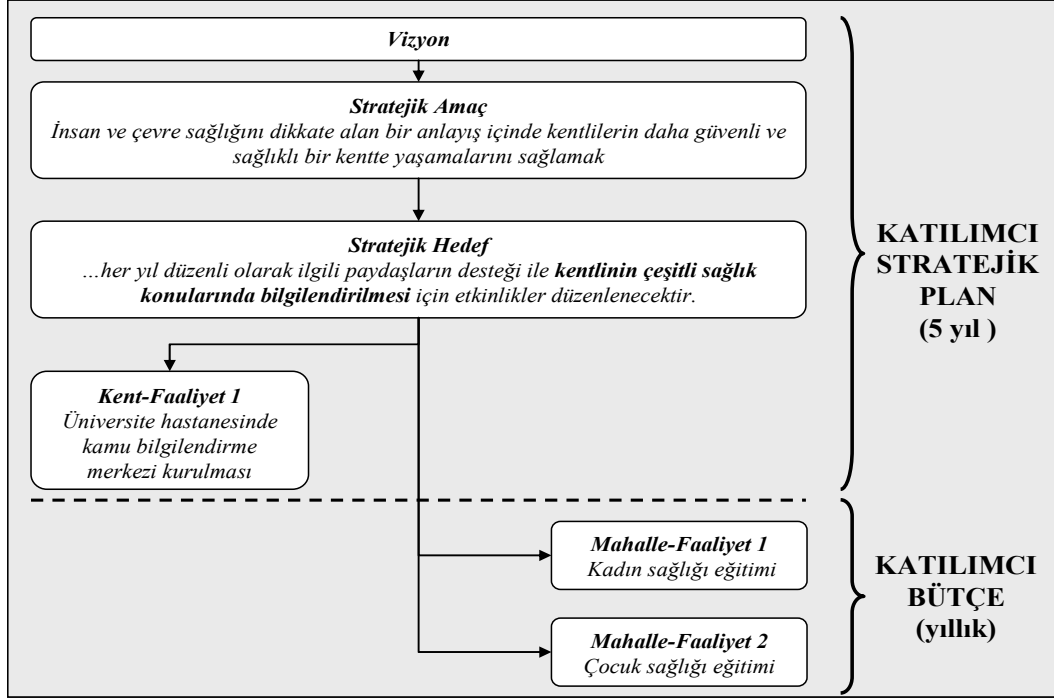 Vizyon
Stratejik Amaç
İnsan ve çevre sağlığını dikkate alan bir anlayış içinde kentlilerin daha güvenli ve
sağlıklı bir kentte yaşamalarını sağlamak
Stratejik Hedef
…her yıl düzenli olarak ilgili paydaşların desteği ile kentlinin çeşitli sağlık
konularında bilgilendirilmesi için etkinlikler düzenlenecektir.
Kent-Faaliyet 1
Üniversite hastanesinde
kamu bilgilendirme
merkezi kurulması
KATILIMCI
STRATEJİK
PLAN
(5 yıl )
Mahalle-Faaliyet 1
Kadın sağlığı eğitimi
Mahalle-Faaliyet 2
Çocuk sağlığı eğitimi
KATILIMCI
BÜTÇE
(yıllık)